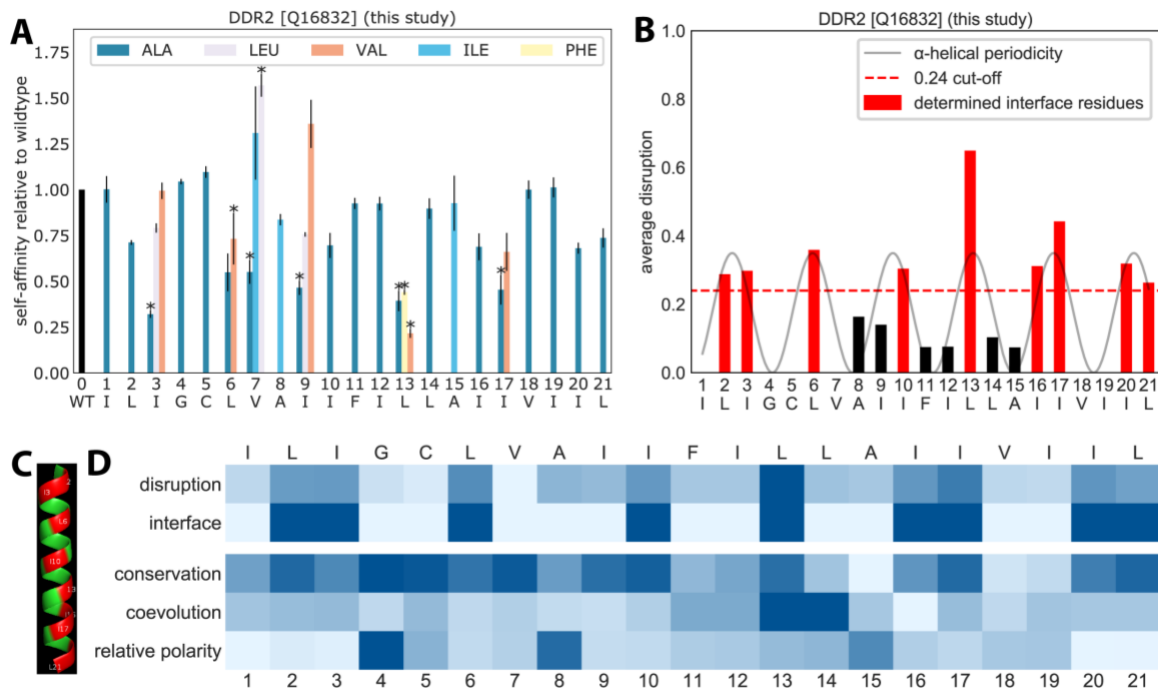 A
DDR2 [Q16832] (this study)
ALA LEU VAL ILE PHE
self-affinity relative to wildtype
1.75
1.50
1.25
1.00
0.75
0.50
0.25
0.00
* * * * * * * * * *
0 1 2 3 4 5 6 7 8 9 10 11 12 13 14 15 16 17 18 19 20 21
WT I L I G C L V A I I F I L L A I I V I I L
B
DDR2 [Q16832] (this study)
α-helical periodicity
0.24 cut-off
determined interface residues
average disruption
1.0
0.8
0.6
0.4
0.2
0.0
1 2 3 4 5 6 7 8 9 10 11 12 13 14 15 16 17 18 19 20 21
I L I G C L V A I I F I L L A I I V I I L
C
2
I3
L6
I10
I17
L21
D
I L I G C L V A I I F I L L A I I V I I L
disruption
interface
conservation
coevolution
relative polarity
1 2 3 4 5 6 7 8 9 10 11 12 13 14 15 16 17 18 19 20 21